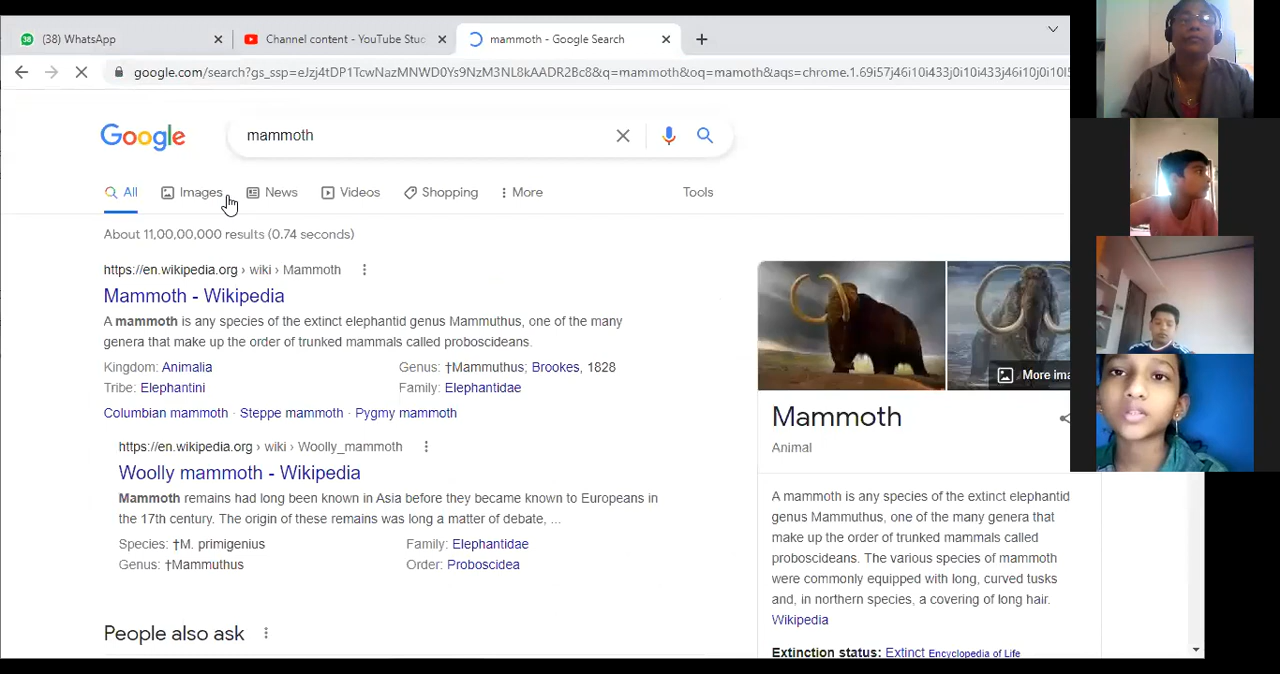 (38) WhatsApp
Channel content - YouTube Stuc
mammoth - Google Search
google.com/search?gs_ssp=eJzj4tDP1TcwNazMNWD0Ys9NzM3NL8kAADR2Bc8&q=mammoth&oq=mamoth&aqs=chrome.1.69i57j46i10i433j0i10i433j46i10j0i10l5
Google
mammoth
All
Images
News
Videos
Shopping
More
Tools
About 11,00,00,000 results (0.74 seconds)
https://en.wikipedia.org › wiki › Mammoth
Mammoth - Wikipedia
A mammoth is any species of the extinct elephantid genus Mammuthus, one of the many
genera that make up the order of trunked mammals called proboscideans.
Kingdom: Animalia
Genus: †Mammuthus; Brookes, 1828
Tribe: Elephantini
Family: Elephantidae
Columbian mammoth · Steppe mammoth · Pygmy mammoth
https://en.wikipedia.org › wiki › Woolly_mammoth
Woolly mammoth - Wikipedia
Mammoth remains had long been known in Asia before they became known to Europeans in
the 17th century. The origin of these remains was long a matter of debate, ...
Species: †M. primigenius
Family: Elephantidae
Genus: †Mammuthus
Order: Proboscidea
People also ask
More ima
Mammoth
Animal
A mammoth is any species of the extinct elephantid
genus Mammuthus, one of the many genera that
make up the order of trunked mammals called
proboscideans. The various species of mammoth
were commonly equipped with long, curved tusks
and, in northern species, a covering of long hair.
Wikipedia
Extinction status: Extinct Encyclopedia of Life